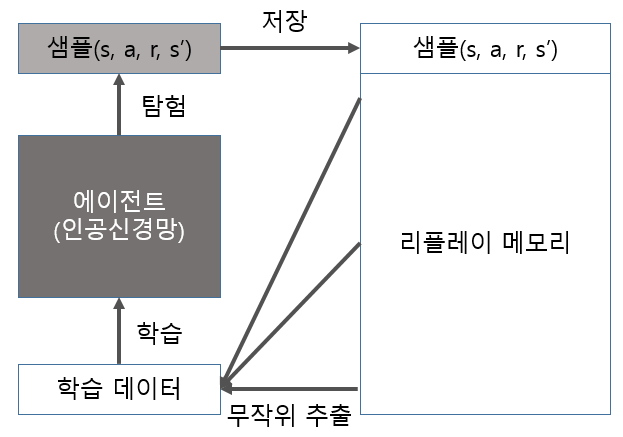 저장
샘플(s, a, r, s’)
샘플(s, a, r, s’)
탐험
에이전트
(인공신경망)
리플레이 메모리
학습
학습 데이터
무작위 추출